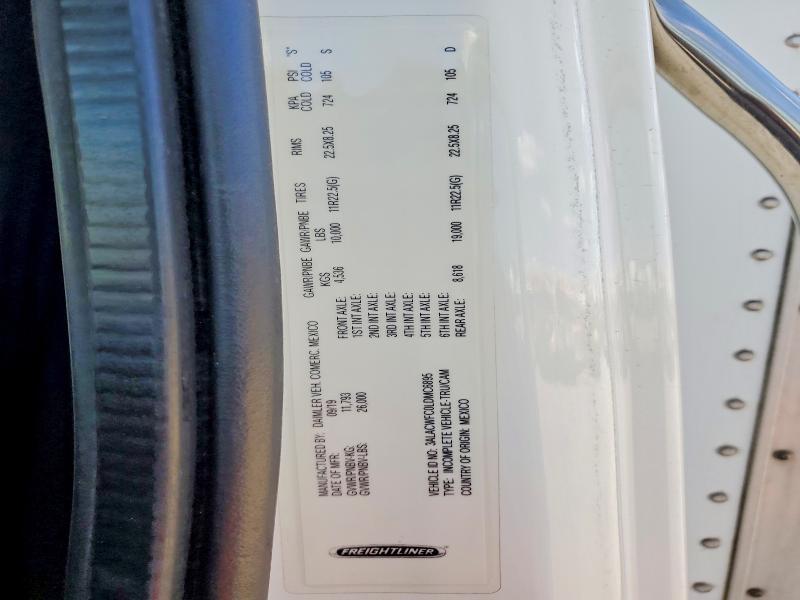 FREIGHTLINER
MANUFACTURED BY: DAIMLER VEH. COMERC. MEXICO
DATE OF MFR: 09/19
GVWR/PNBV-KG: 11,793
GVWR/PNBV-LBS: 26,000
GAWR/PNBE GAWR/PNBE TIRES RIMS KPA PSI "S"
KGS LBS COLD COLD
FRONT AXLE: 4,536 10,000 11R22.5(G) 22.5X8.25 724 105 S
1ST INT AXLE:
2ND INT AXLE:
3RD INT AXLE:
4TH INT AXLE:
5TH INT AXLE:
6TH INT AXLE:
REAR AXLE: 8,618 19,000 11R22.5(G) 22.5X8.25 724 105 D
VEHICLE ID NO: 3ALACWFC0LDMC8895
TYPE: INCOMPLETE VEHICLE-TRU/CAM
COUNTRY OF ORIGIN: MEXICO